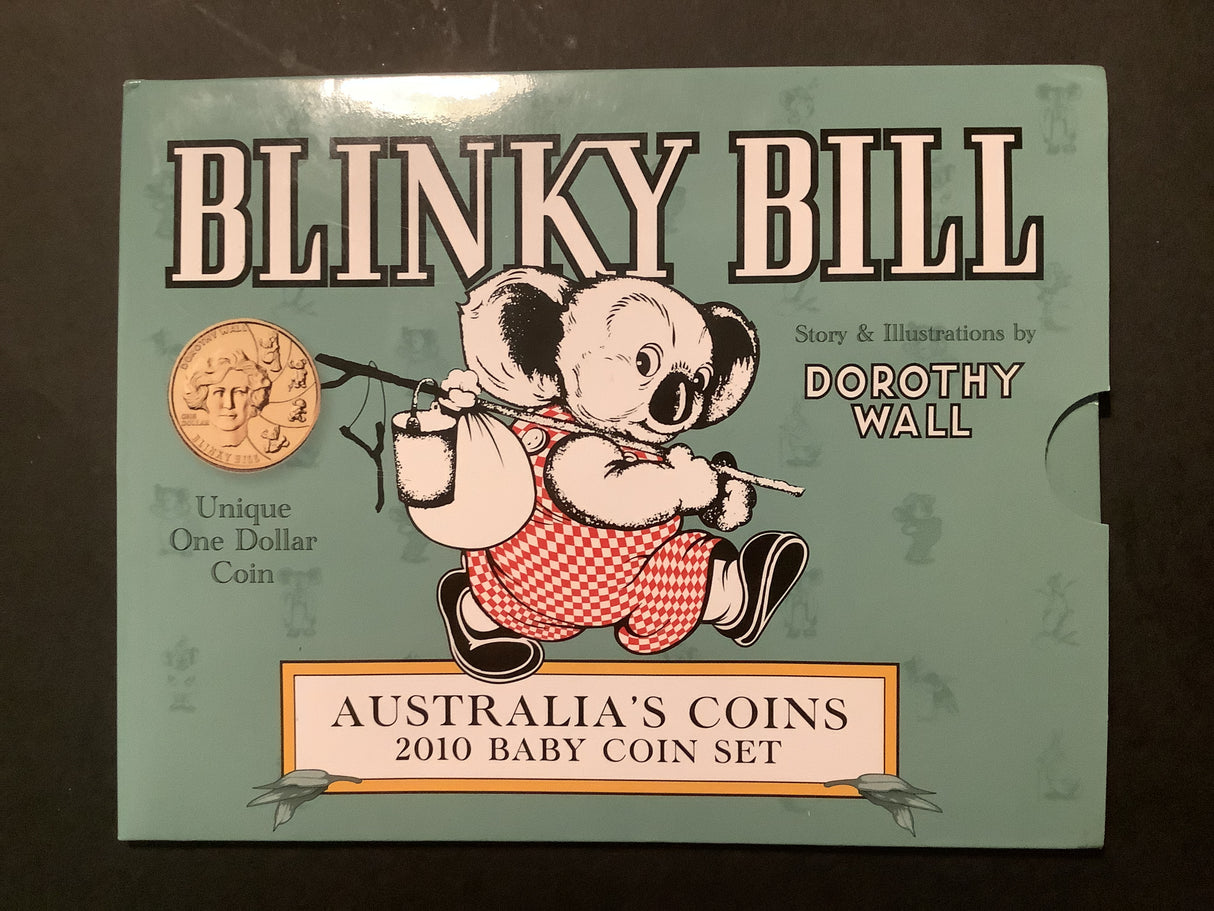 BLINKY BILL
Story & Illustrations by
DOROTHY
WALL
DOROTHY WALL
ONE
DOLLAR
BLINKY BILL
Unique
One Dollar
Coin
AUSTRALIA'S COINS
2010 BABY COIN SET